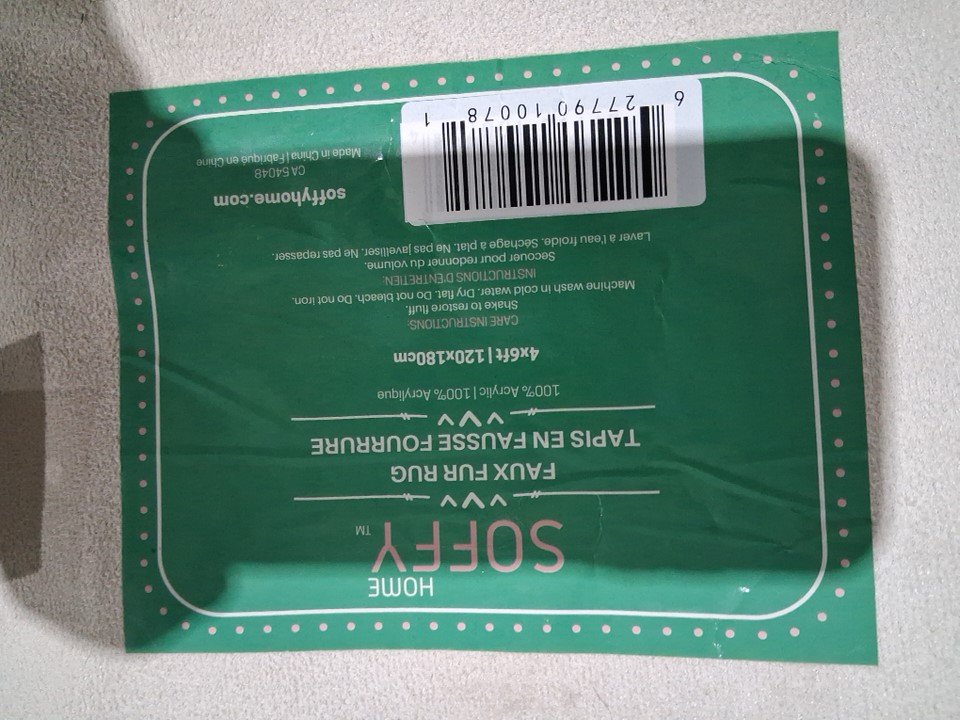 HOME
SOFFY™
FAUX FUR RUG
TAPIS EN FAUSSE FOURRURE
100% Acrylic | 100% Acrylique
4x6ft | 120x180cm
CARE INSTRUCTIONS:
Shake to restore fluff.
Machine wash in cold water. Dry flat. Do not bleach. Do not iron.
INSTRUCTIONS D'ENTRETIEN:
Secouer pour redonner du volume.
Laver à l'eau froide. Séchage à plat. Ne pas javelliser. Ne pas repasser.
soffyhome.com
CA 54048
Made in China | Fabriqué en Chine
6 27790 10078 1